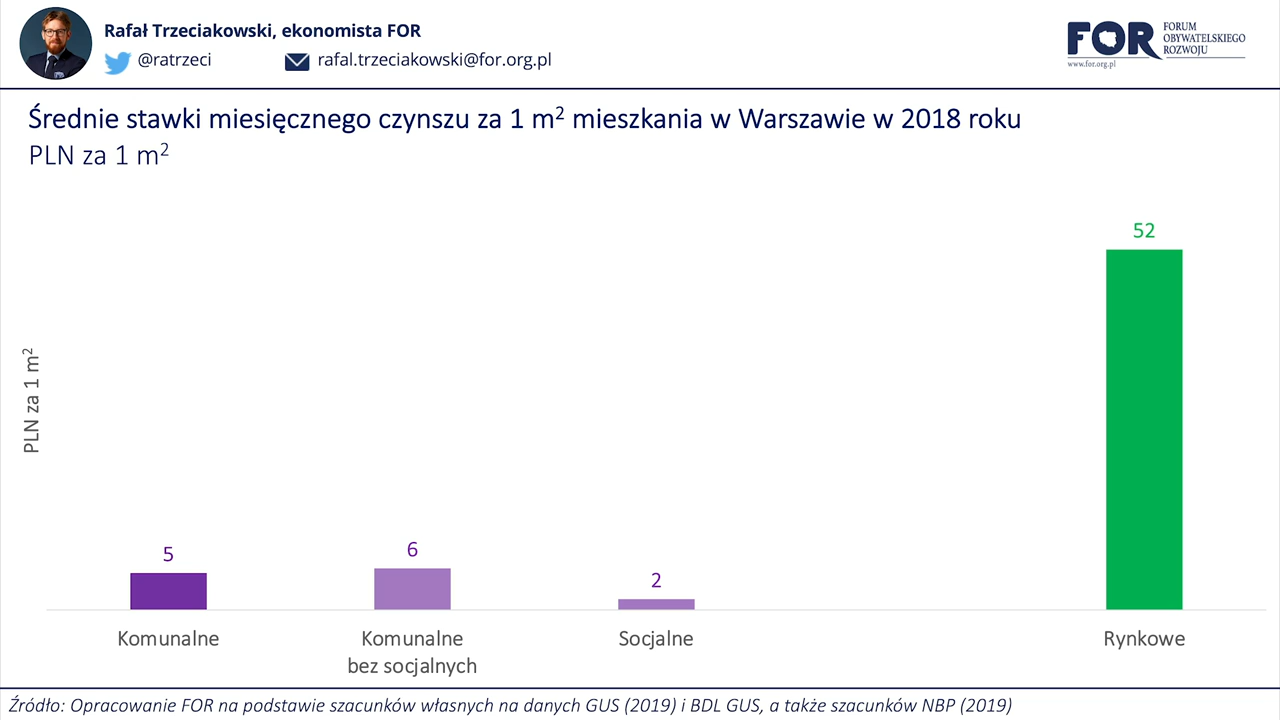 Rafał Trzeciakowski, ekonomista FOR
@ratrzeci
rafal.trzeciakowski@for.org.pl
FOR
FORUM
OBYWATELSKIEGO
ROZWOJU
www.for.org.pl
Średnie stawki miesięcznego czynszu za 1 m² mieszkania w Warszawie w 2018 roku
PLN za 1 m²
PLN za 1 m²
5
6
2
52
Komunalne
Komunalne
bez socjalnych
Socjalne
Rynkowe
Źródło: Opracowanie FOR na podstawie szacunków własnych na danych GUS (2019) i BDL GUS, a także szacunków NBP (2019)